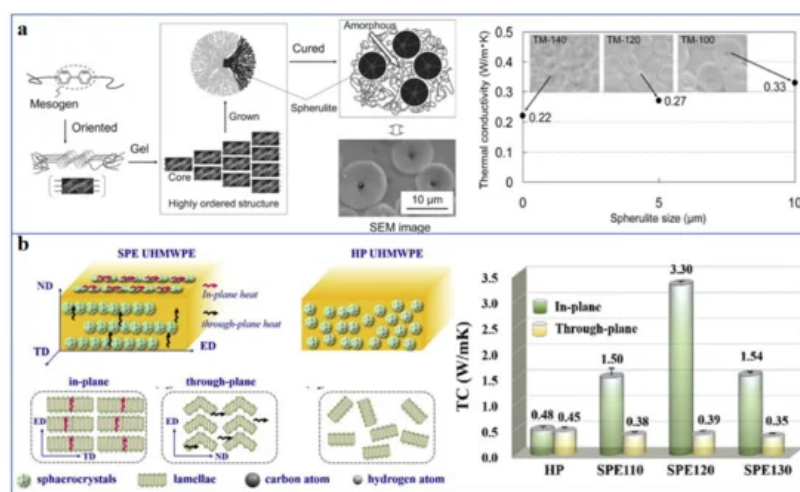 a
Mesogen
Oriented
Gel
Core
Highly ordered structure
Grown
Cured
Spherulite
Amorphous
10 μm
SEM image
Thermal conductivity (W/m•K)
0.5
0.4
0.3
0.2
0.1
0
TM-140
TM-120
TM-100
0.22
0.27
0.33
0
5
10
Spherulite size (μm)
b
SPE UHMWPE
HP UHMWPE
ND
TD
ED
In-plane heat
through-plane heat
in-plane
through-plane
ED
TD
ED
ND
sphaerocrystals
lamellae
carbon atom
hydrogen atom
TC (W/mK)
3.5
3.0
2.5
2.0
1.5
1.0
0.5
0.0
In-plane
Through-plane
0.48
0.45
1.50
0.38
3.30
0.39
1.54
0.35
HP
SPE110
SPE120
SPE130